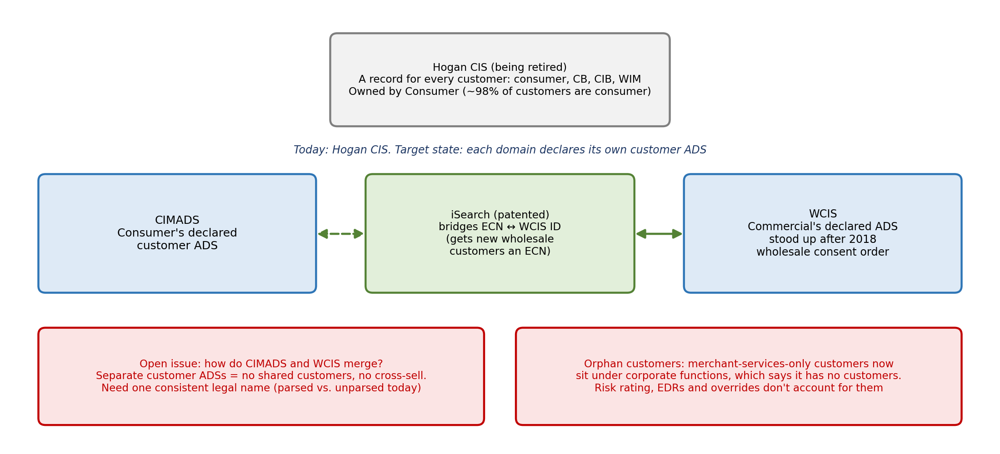 Hogan CIS (being retired)
A record for every customer: consumer, CB, CIB, WIM
Owned by Consumer (~98% of customers are consumer)
Today: Hogan CIS. Target state: each domain declares its own customer ADS
CIMADS
Consumer's declared
customer ADS
iSearch (patented)
bridges ECN ↔ WCIS ID
(gets new wholesale
customers an ECN)
WCIS
Commercial's declared ADS
stood up after 2018
wholesale consent order
Open issue: how do CIMADS and WCIS merge?
Separate customer ADSs = no shared customers, no cross-sell.
Need one consistent legal name (parsed vs. unparsed today)
Orphan customers: merchant-services-only customers now
sit under corporate functions, which says it has no customers.
Risk rating, EDRs and overrides don't account for them